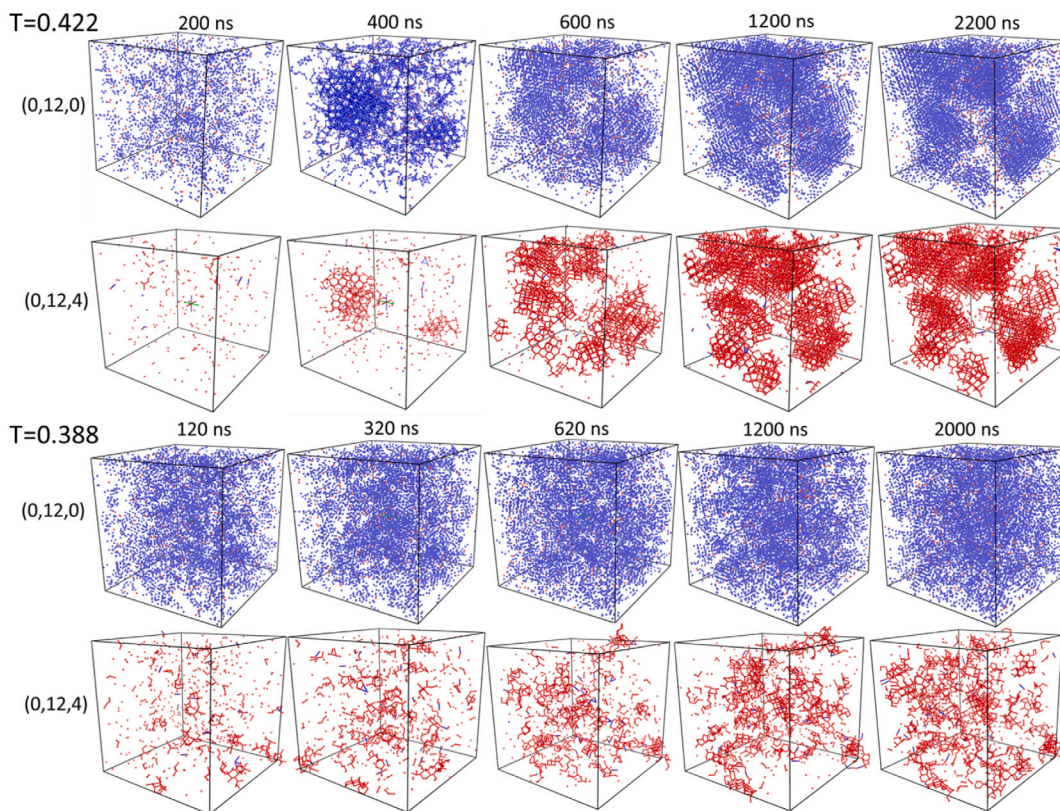 T=0.422
200 ns 400 ns 600 ns 1200 ns 2200 ns
(0,12,0)
(0,12,4)
T=0.388
120 ns 320 ns 620 ns 1200 ns 2000 ns
(0,12,0)
(0,12,4)